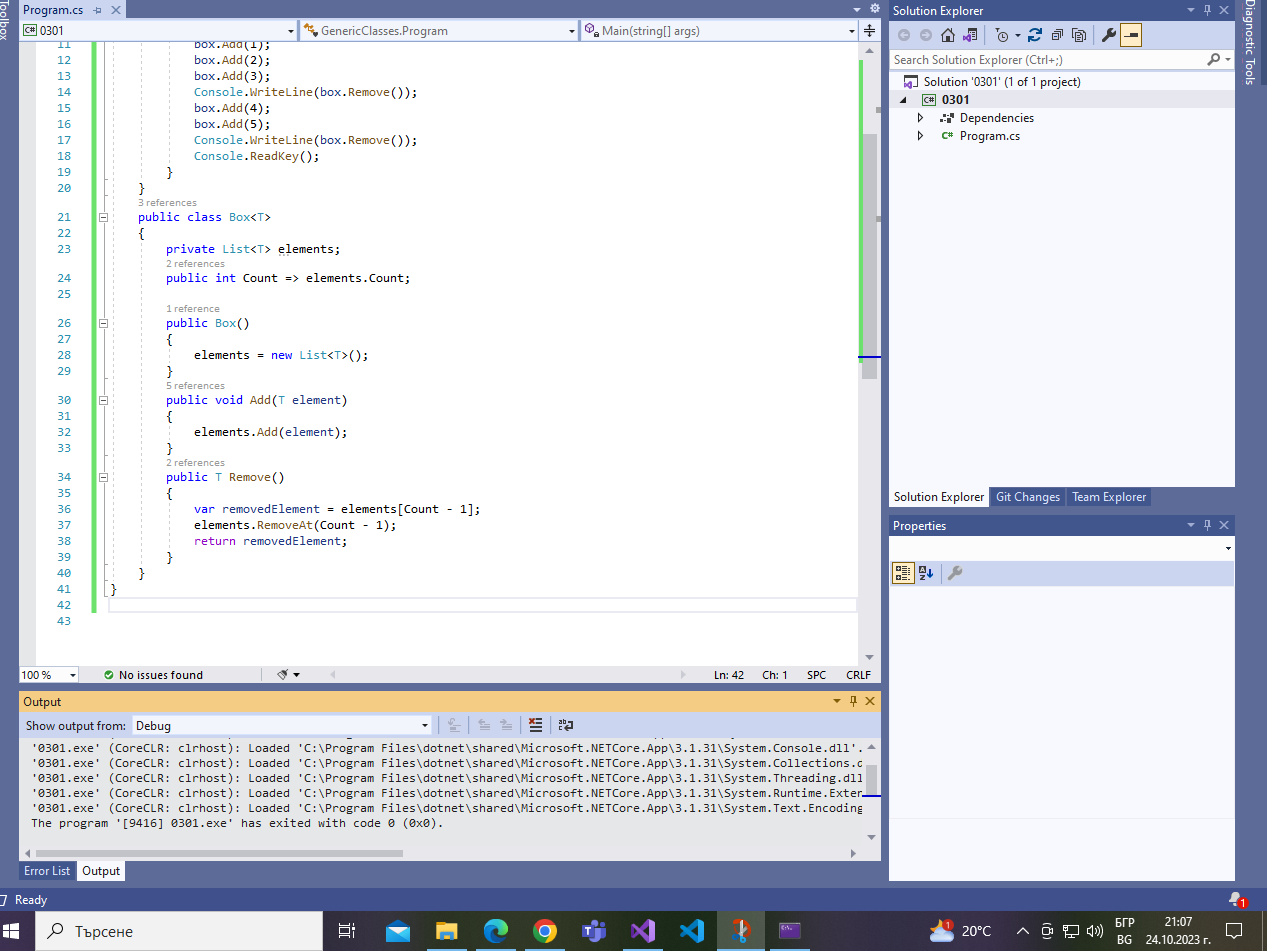 Toolbox
Program.cs
C# 0301
GenericClasses.Program
Main(string[] args)
11 box.Add(1);
12 box.Add(2);
13 box.Add(3);
14 Console.WriteLine(box.Remove());
15 box.Add(4);
16 box.Add(5);
17 Console.WriteLine(box.Remove());
18 Console.ReadKey();
19 }
20 }
3 references
21 public class Box<T>
22 {
23 private List<T> elements;
2 references
24 public int Count => elements.Count;
25
1 reference
26 public Box()
27 {
28 elements = new List<T>();
29 }
5 references
30 public void Add(T element)
31 {
32 elements.Add(element);
33 }
2 references
34 public T Remove()
35 {
36 var removedElement = elements[Count - 1];
37 elements.RemoveAt(Count - 1);
38 return removedElement;
39 }
40 }
41 }
42
43
100 %
No issues found
Ln: 42 Ch: 1 SPC CRLF
Output
Show output from: Debug
'0301.exe' (CoreCLR: clrhost): Loaded 'C:\Program Files\dotnet\shared\Microsoft.NETCore.App\3.1.31\System.Console.dll'.
'0301.exe' (CoreCLR: clrhost): Loaded 'C:\Program Files\dotnet\shared\Microsoft.NETCore.App\3.1.31\System.Collections.d
'0301.exe' (CoreCLR: clrhost): Loaded 'C:\Program Files\dotnet\shared\Microsoft.NETCore.App\3.1.31\System.Threading.dll
'0301.exe' (CoreCLR: clrhost): Loaded 'C:\Program Files\dotnet\shared\Microsoft.NETCore.App\3.1.31\System.Runtime.Exten
'0301.exe' (CoreCLR: clrhost): Loaded 'C:\Program Files\dotnet\shared\Microsoft.NETCore.App\3.1.31\System.Text.Encoding
The program '[9416] 0301.exe' has exited with code 0 (0x0).
Error List
Output
Solution Explorer
Search Solution Explorer (Ctrl+;)
Solution '0301' (1 of 1 project)
C# 0301
Dependencies
C# Program.cs
Solution Explorer
Git Changes
Team Explorer
Properties
Diagnostic Tools
Ready
1
Търсене
1
20°C
БГР
BG
21:07
24.10.2023 г.